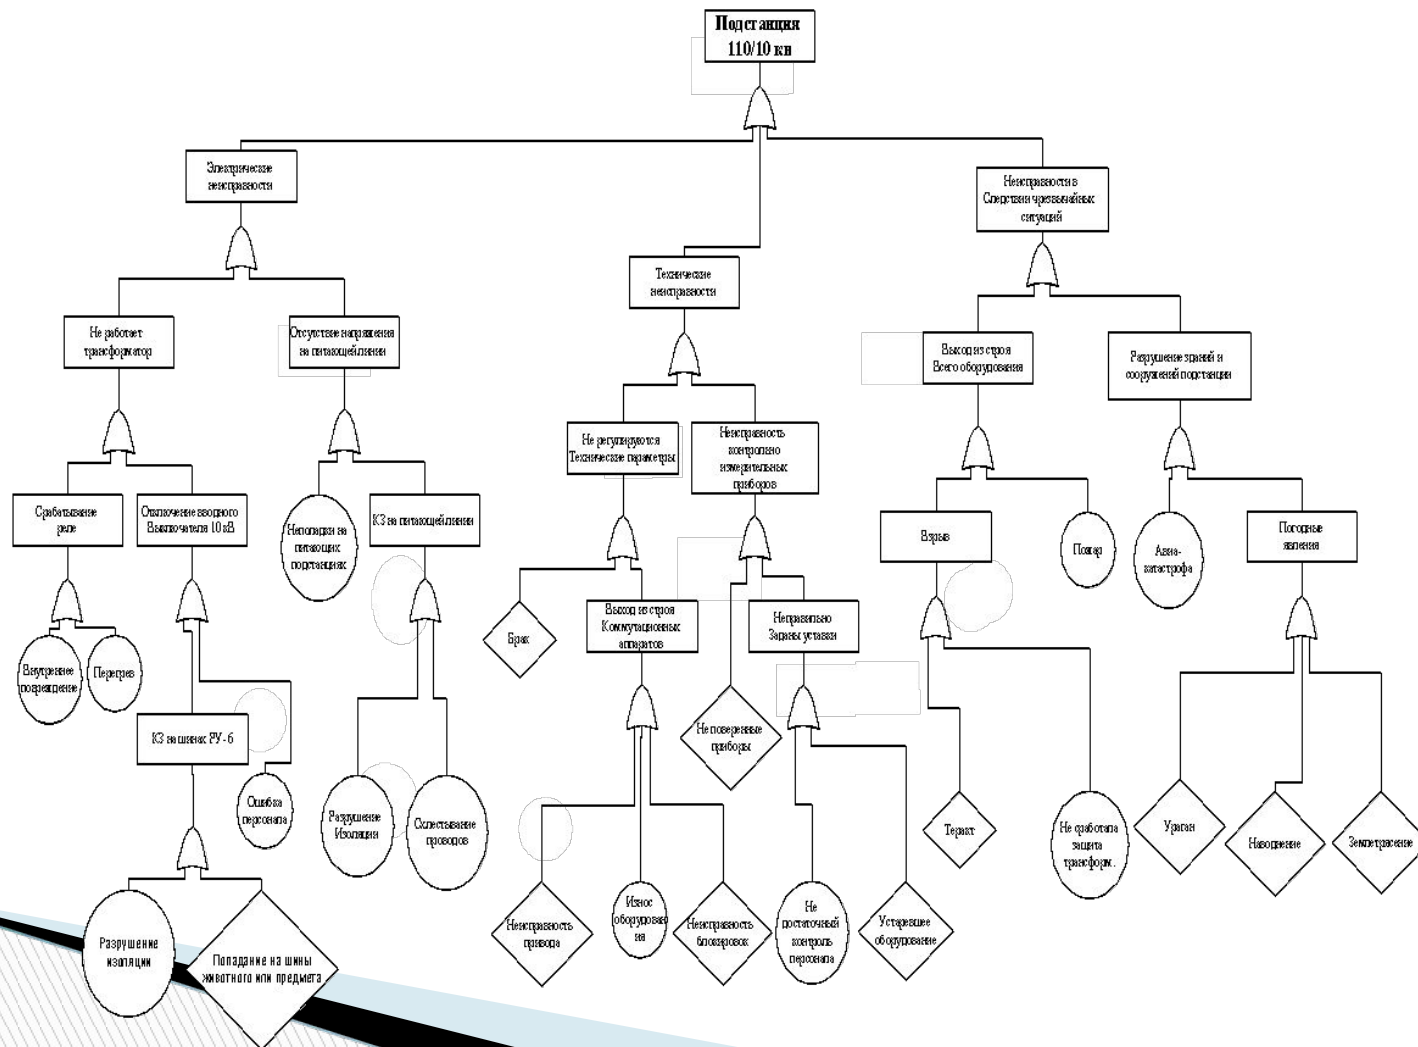 Подстанция
110/10 кв
Электрические
неисправности
Неисправности в
Следствии чрезвычайных
ситуаций
Технические
неисправности
Не работает
трансформатор
Отсутствие напряжения
на питающей линии
Выход из строя
Всего оборудования
Разрушение зданий и
сооружений подстанции
Не регулируются
Технические параметры
Неисправность
контрольно
измерительных
приборов
Срабатывание
реле
Отключение вводного
Выключателя 10 кВ
Неполадки на
питающих
подстанциях
КЗ на питающей линии
Взрыв
Пожар
Авиа-
катастрофа
Погодные
явления
Внутреннее
повреждение
Перегрев
Брак
Выход из строя
Коммутационных
аппаратов
Неправильно
Заданы уставки
КЗ на шинах РУ-6
Не поверенные
приборы
Ошибка
персонала
Разрушение
Изоляции
Схлестывание
проводов
Теракт
Не сработала
защита
трансформ..
Ураган
Наводнение
Землетрясение
Неисправность
привода
Износ
оборудован
ия
Неисправность
блокировок
Не
достаточный
контроль
персонала
Устаревшее
оборудование
Разрушение
изоляции
Попадание на шины
животного или предмета